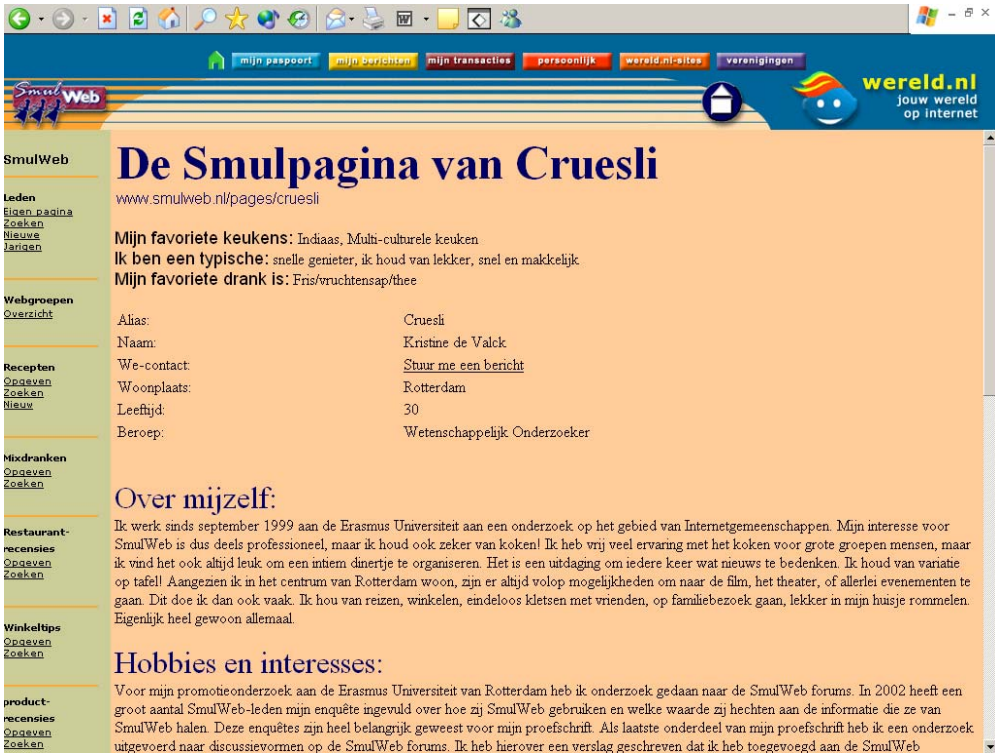 mijn paspoort
mijn berichten
mijn transacties
persoonlijk
wereld.nl-sites
verenigingen
Smul Web
wereld.nl
jouw wereld
op internet
SmulWeb
Leden
Eigen pagina
Zoeken
Nieuwe
Jarigen
Webgroepen
Overzicht
Recepten
Opgeven
Zoeken
Nieuw
Mixdranken
Opgeven
Zoeken
Restaurant-
recensies
Opgeven
Zoeken
Winkeltips
Opgeven
Zoeken
product-
recensies
Opgeven
Zoeken
De Smulpagina van Cruesli
www.smulweb.nl/pages/cruesli
Mijn favoriete keukens: Indiaas, Multi-culturele keuken
Ik ben een typische: snelle genieter, ik houd van lekker, snel en makkelijk
Mijn favoriete drank is: Fris/vruchtensap/thee
Alias: Cruesli
Naam: Kristine de Valck
We-contact: Stuur me een bericht
Woonplaats: Rotterdam
Leeftijd: 30
Beroep: Wetenschappelijk Onderzoeker
Over mijzelf:
Ik werk sinds september 1999 aan de Erasmus Universiteit aan een onderzoek op het gebied van Internetgemeenschappen. Mijn interesse voor
SmulWeb is dus deels professioneel, maar ik houd ook zeker van koken! Ik heb vrij veel ervaring met het koken voor grote groepen mensen, maar
ik vind het ook altijd leuk om een intiem dinertje te organiseren. Het is een uitdaging om iedere keer wat nieuws te bedenken. Ik houd van variatie
op tafel! Aangezien ik in het centrum van Rotterdam woon, zijn er altijd volop mogelijkheden om naar de film, het theater, of allerlei evenementen te
gaan. Dit doe ik dan ook vaak. Ik hou van reizen, winkelen, eindeloos kletsen met vrienden, op familiebezoek gaan, lekker in mijn huisje rommelen.
Eigenlijk heel gewoon allemaal.
Hobbies en interesses:
Voor mijn promotieonderzoek aan de Erasmus Universiteit van Rotterdam heb ik onderzoek gedaan naar de SmulWeb forums. In 2002 heeft een
groot aantal SmulWeb-leden mijn enquête ingevuld over hoe zij SmulWeb gebruiken en welke waarde zij hechten aan de informatie die ze van
SmulWeb halen. Deze enquêtes zijn heel belangrijk geweest voor mijn proefschrift. Als laatste onderdeel van mijn proefschrift heb ik een onderzoek
uitgevoerd naar discussievormen op de SmulWeb forums. Ik heb hierover een verslag geschreven dat ik heb toegevoegd aan de SmulWeb